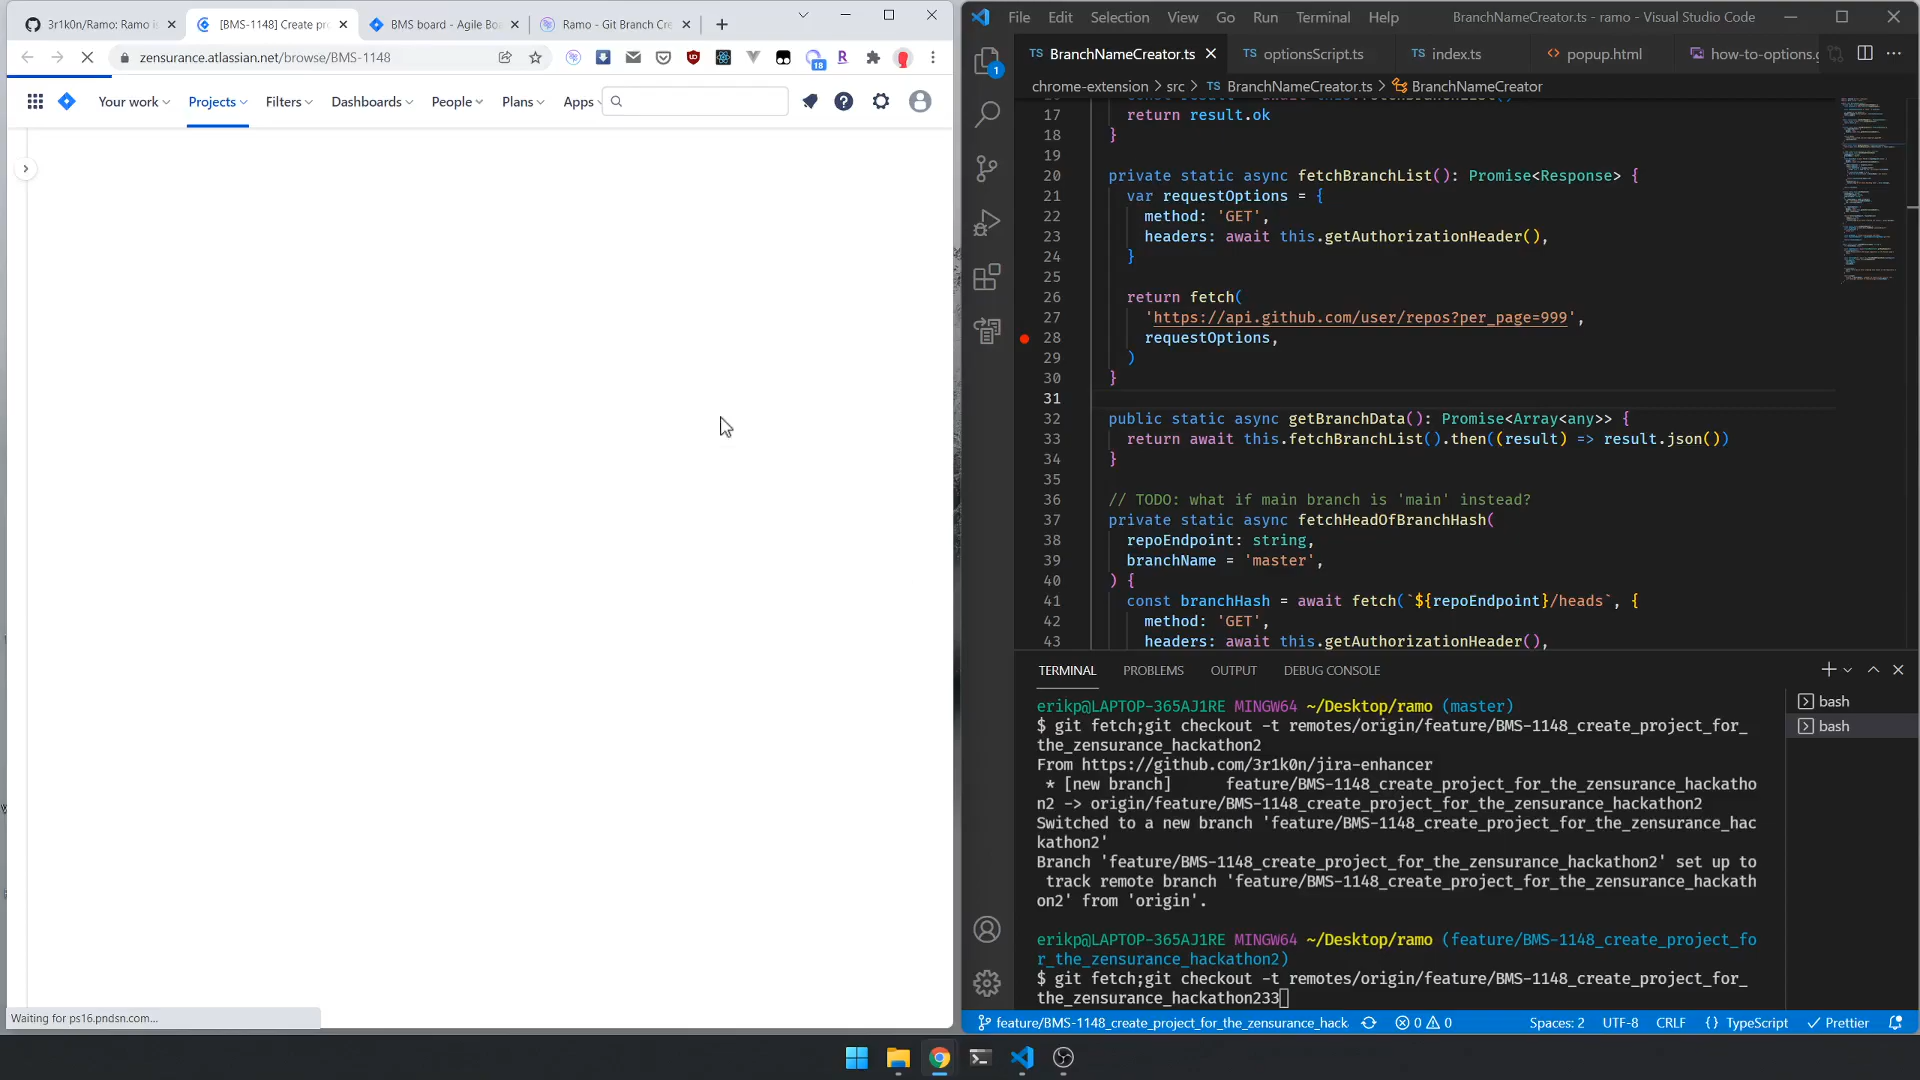 3r1k0n/Ramo: Ramo is
[BMS-1148] Create pro
BMS board - Agile Boa
Ramo - Git Branch Cre
zensurance.atlassian.net/browse/BMS-1148
18
Your work
Projects
Filters
Dashboards
People
Plans
Apps
Waiting for ps16.pndsn.com...
File Edit Selection View Go Run Terminal Help
BranchNameCreator.ts - ramo - Visual Studio Code
1
TS BranchNameCreator.ts
TS optionsScript.ts
TS index.ts
<> popup.html
how-to-options.g
chrome-extension > src > TS BranchNameCreator.ts > BranchNameCreator
17 return result.ok
18 }
19
20 private static async fetchBranchList(): Promise<Response> {
21 var requestOptions = {
22 method: 'GET',
23 headers: await this.getAuthorizationHeader(),
24 }
25
26 return fetch(
27 'https://api.github.com/user/repos?per_page=999',
28 requestOptions,
29 )
30 }
31
32 public static async getBranchData(): Promise<Array<any>> {
33 return await this.fetchBranchList().then((result) => result.json())
34 }
35
36 // TODO: what if main branch is 'main' instead?
37 private static async fetchHeadOfBranchHash(
38 repoEndpoint: string,
39 branchName = 'master',
40 ) {
41 const branchHash = await fetch(`${repoEndpoint}/heads`, {
42 method: 'GET',
43 headers: await this.getAuthorizationHeader(),
TERMINAL PROBLEMS OUTPUT DEBUG CONSOLE
bash
bash
erikp@LAPTOP-365AJ1RE MINGW64 ~/Desktop/ramo (master)
$ git fetch;git checkout -t remotes/origin/feature/BMS-1148_create_project_for_
the_zensurance_hackathon2
From https://github.com/3r1k0n/jira-enhancer
* [new branch] feature/BMS-1148_create_project_for_the_zensurance_hackatho
n2 -> origin/feature/BMS-1148_create_project_for_the_zensurance_hackathon2
Switched to a new branch 'feature/BMS-1148_create_project_for_the_zensurance_hac
kathon2'
Branch 'feature/BMS-1148_create_project_for_the_zensurance_hackathon2' set up to
track remote branch 'feature/BMS-1148_create_project_for_the_zensurance_hackath
on2' from 'origin'.
erikp@LAPTOP-365AJ1RE MINGW64 ~/Desktop/ramo (feature/BMS-1148_create_project_fo
r_the_zensurance_hackathon2)
$ git fetch;git checkout -t remotes/origin/feature/BMS-1148_create_project_for_
the_zensurance_hackathon233
feature/BMS-1148_create_project_for_the_zensurance_hack
0 0
Spaces: 2
UTF-8
CRLF
{} TypeScript
Prettier